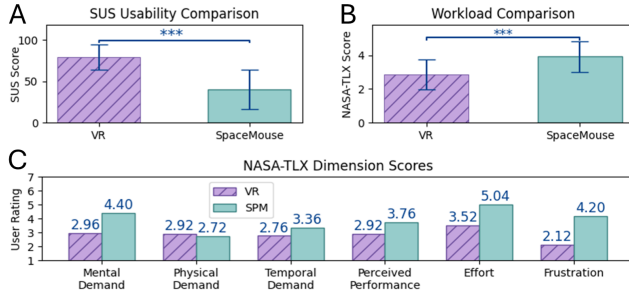 A
SUS Usability Comparison
SUS Score
100
50
0
***
VR
SpaceMouse
B
Workload Comparison
NASA-TLX Score
4
2
0
***
VR
SpaceMouse
C
NASA-TLX Dimension Scores
User Rating
7
6
5
4
3
2
1
VR
SPM
2.96 4.40
2.92 2.72
2.76 3.36
2.92 3.76
3.52 5.04
2.12 4.20
Mental
Demand
Physical
Demand
Temporal
Demand
Perceived
Performance
Effort
Frustration